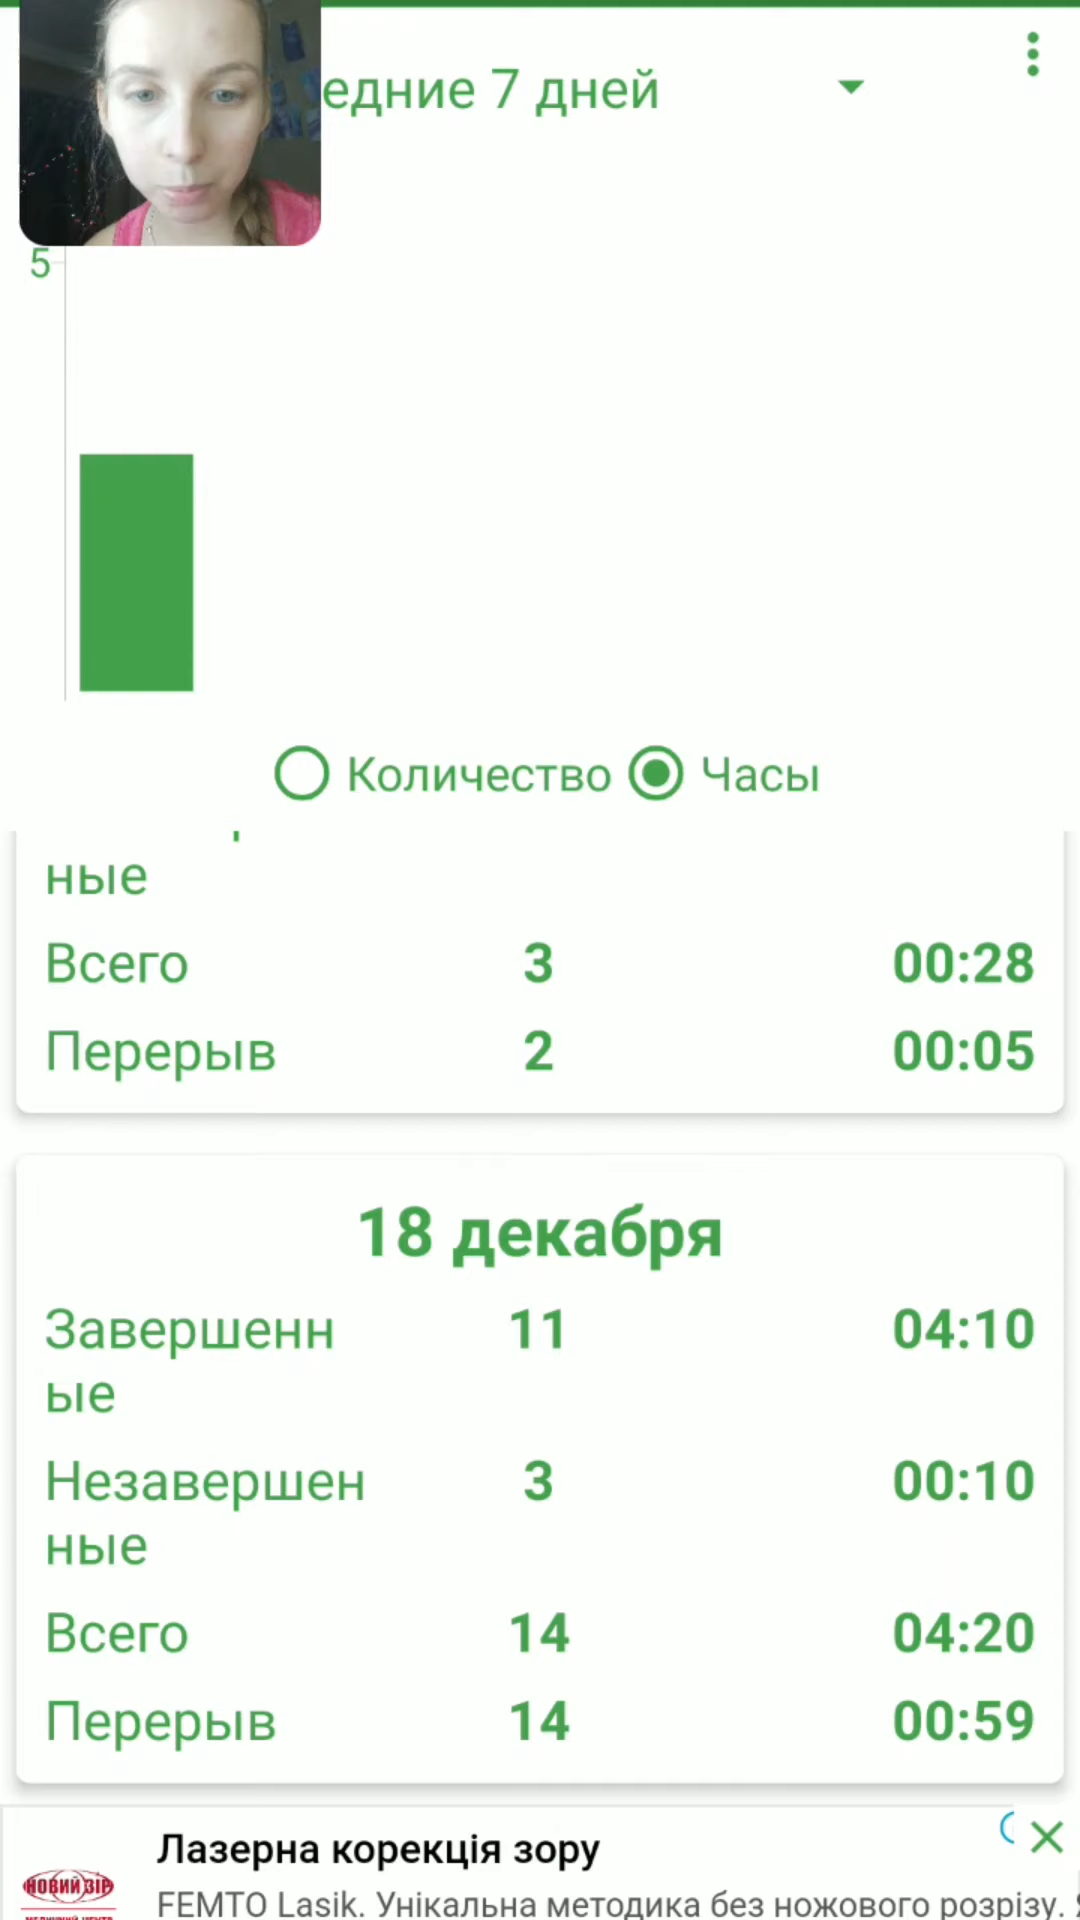 едние 7 дней
5
Количество Часы
ные
Всего 3 00:28
Перерыв 2 00:05
18 декабря
Завершенн 11 04:10
ые
Незавершен 3 00:10
ные
Всего 14 04:20
Перерыв 14 00:59
Лазерна корекція зору
НОВИЙ ЗІР
FEMTO Lasik. Унікальна методика без ножового розрізу.